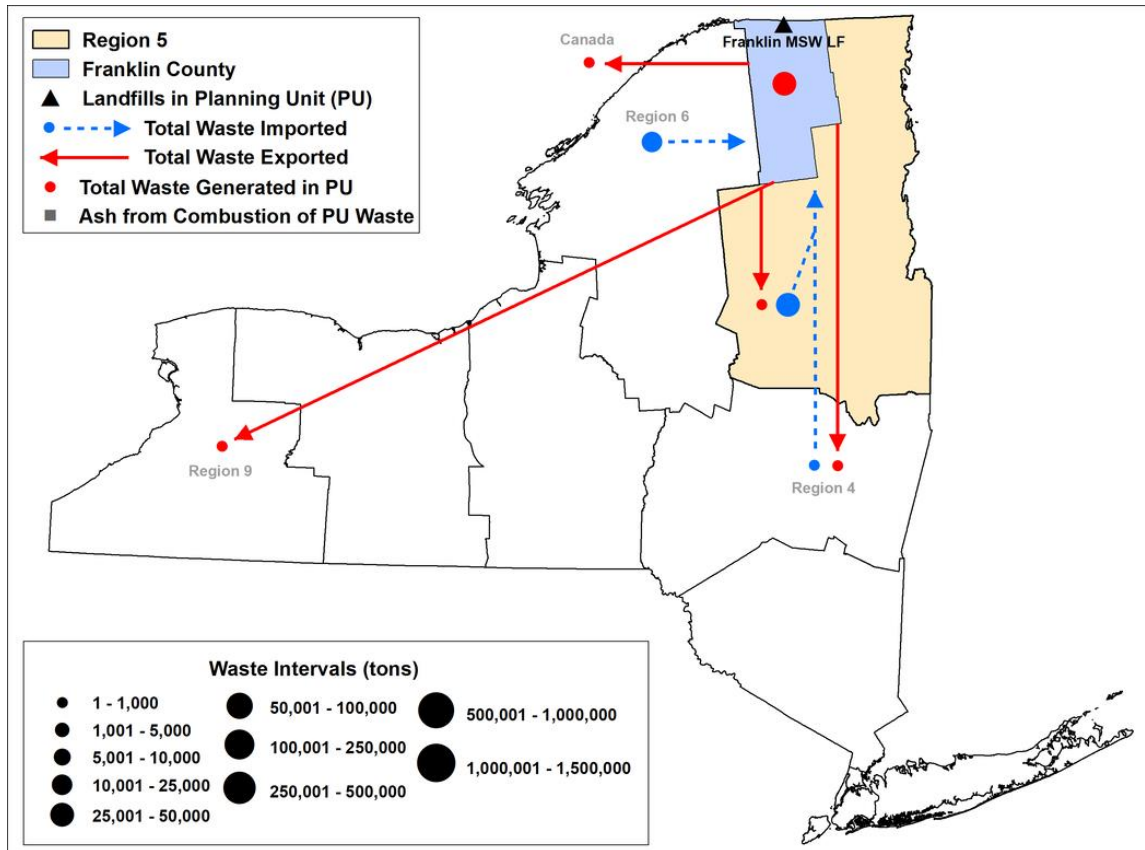 Region 5
Franklin County
Landfills in Planning Unit (PU)
Total Waste Imported
Total Waste Exported
Total Waste Generated in PU
Ash from Combustion of PU Waste
Canada
Franklin MSW LF
Region 6
Region 9
Region 4
Waste Intervals (tons)
1 - 1,000
1,001 - 5,000
5,001 - 10,000
10,001 - 25,000
25,001 - 50,000
50,001 - 100,000
100,001 - 250,000
250,001 - 500,000
500,001 - 1,000,000
1,000,001 - 1,500,000